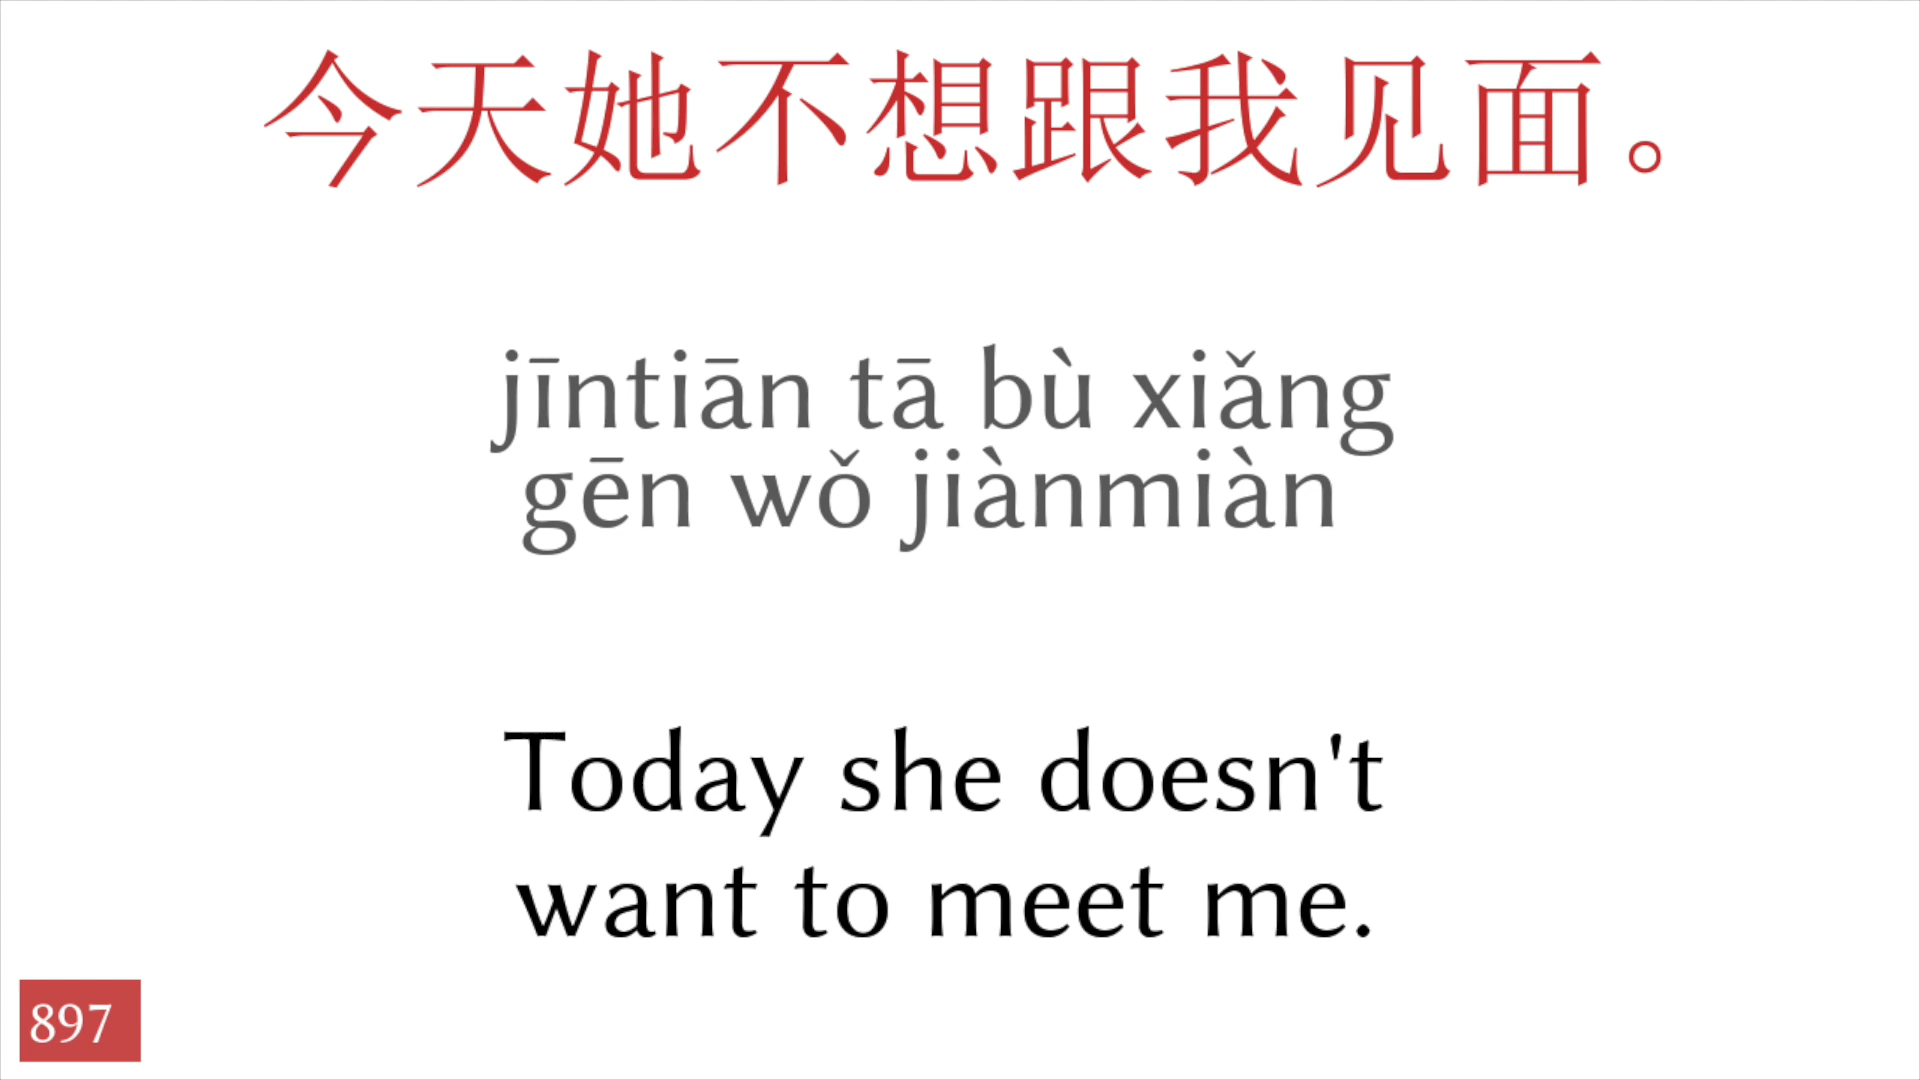 今天她不想跟我见面。
jīntiān tā bù xiǎng
gēn wǒ jiànmiàn
Today she doesn't
want to meet me.
897